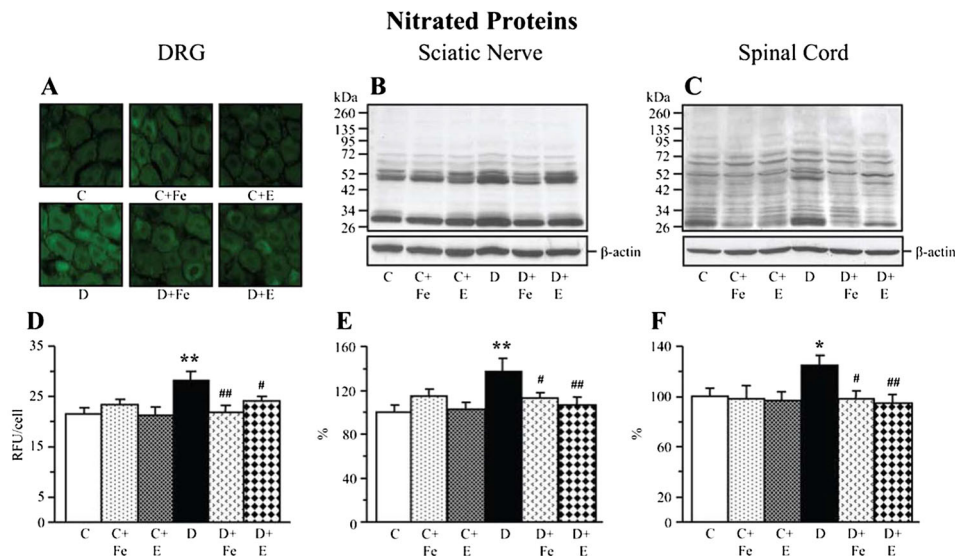 Nitrated Proteins
DRG
Sciatic Nerve
Spinal Cord
A
C
C+Fe
C+E
D
D+Fe
D+E
B
kDa
260
135
95
72
52
42
34
26
β-actin
C C+ Fe C+ E D D+ Fe D+ E
C
kDa
260
135
95
72
52
42
34
26
β-actin
C C+ Fe C+ E D D+ Fe D+ E
D
RFU/cell
35
25
15
5
0
** ## #
C C+ Fe C+ E D D+ Fe D+ E
E
%
160
120
80
40
0
** # ##
C C+ Fe C+ E D D+ Fe D+ E
F
%
140
100
60
20
0
* # ##
C C+ Fe C+ E D D+ Fe D+ E